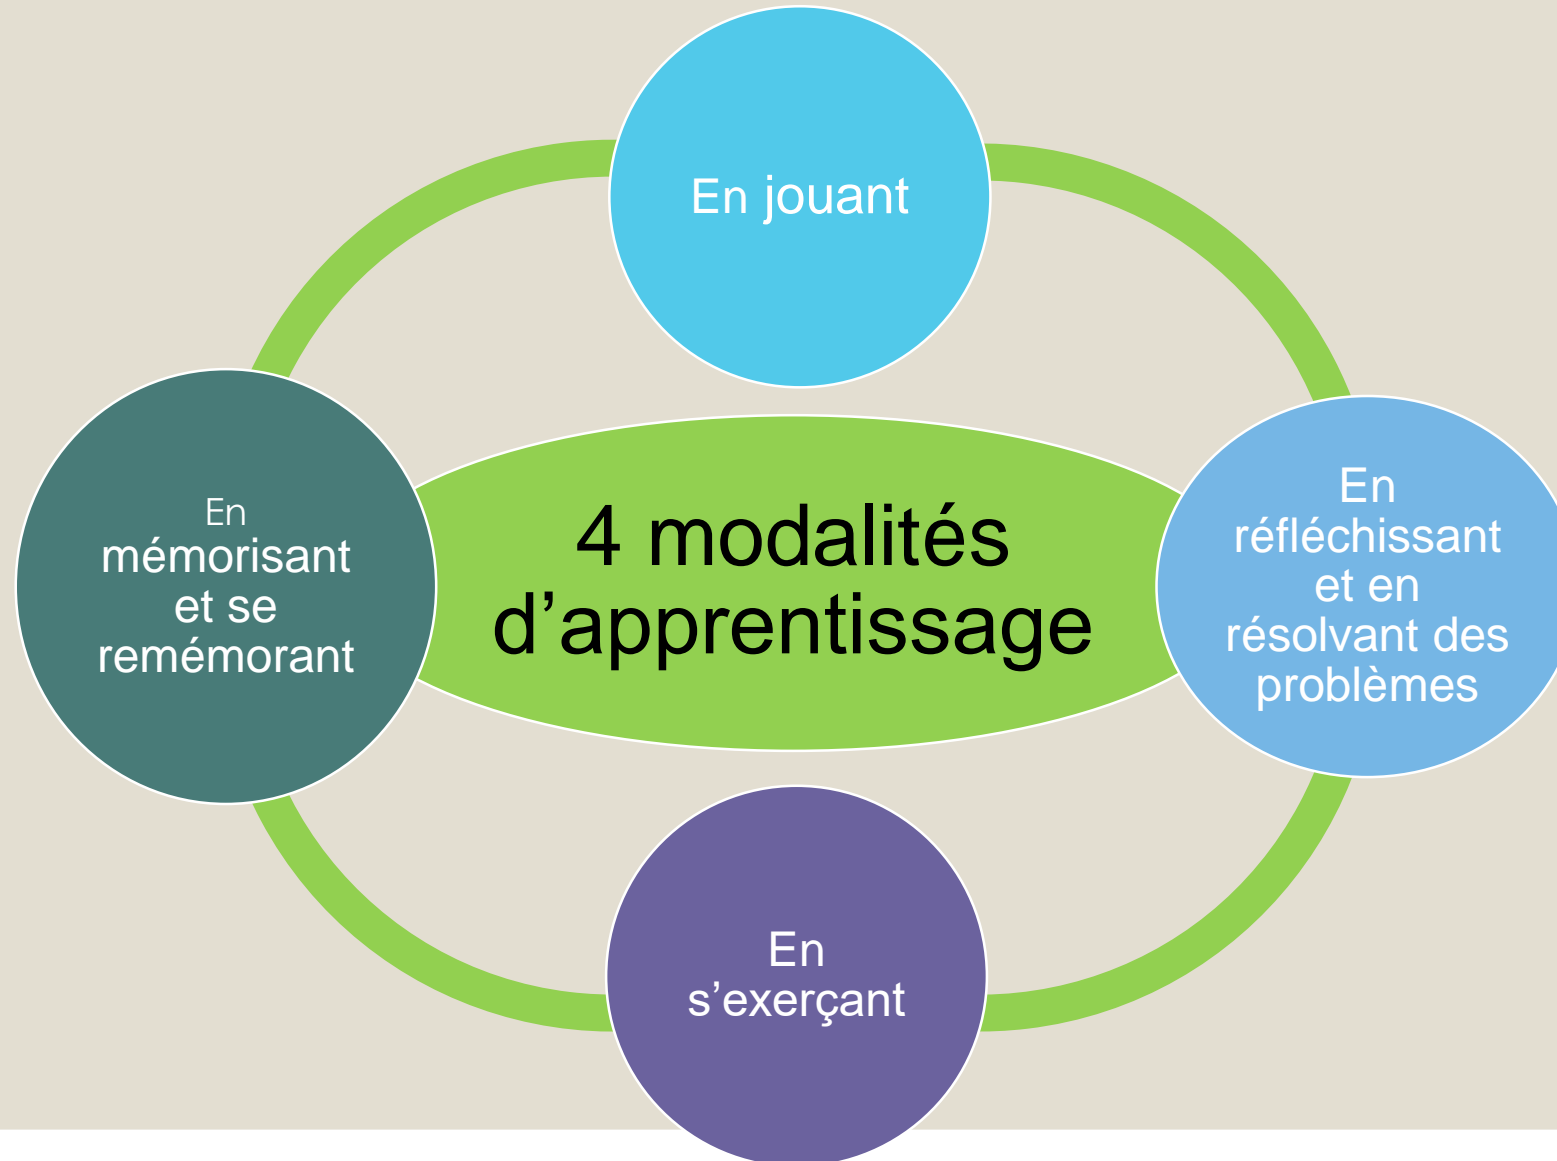 En jouant
En
réfléchissant
et en
résolvant des
problèmes
4 modalités
d’apprentissage
En
mémorisant
et se
remémorant
En
s’exerçant